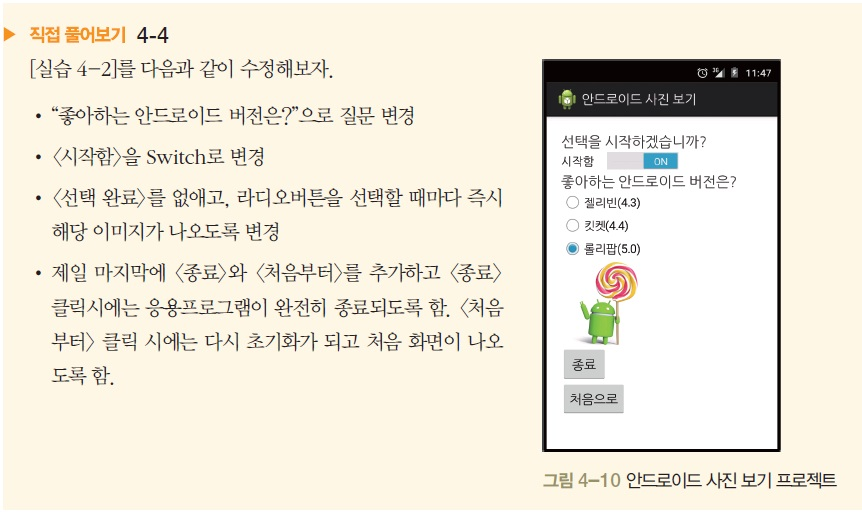 ▶ 직접 풀어보기 4-4
[실습 4-2]를 다음과 같이 수정해보자.
• “좋아하는 안드로이드 버전은?”으로 질문 변경
• 〈시작함〉을 Switch로 변경
• 〈선택 완료〉를 없애고, 라디오버튼을 선택할 때마다 즉시
해당 이미지가 나오도록 변경
• 제일 마지막에 〈종료〉와 〈처음부터〉를 추가하고 〈종료〉
클릭시에는 응용프로그램이 완전히 종료되도록 함. 〈처음
부터〉 클릭 시에는 다시 초기화가 되고 처음 화면이 나오
도록 함.
3G 11:47
안드로이드 사진 보기
선택을 시작하겠습니까?
시작함 ON
좋아하는 안드로이드 버전은?
젤리빈(4.3)
킷켓(4.4)
롤리팝(5.0)
종료
처음으로
그림 4-10 안드로이드 사진 보기 프로젝트